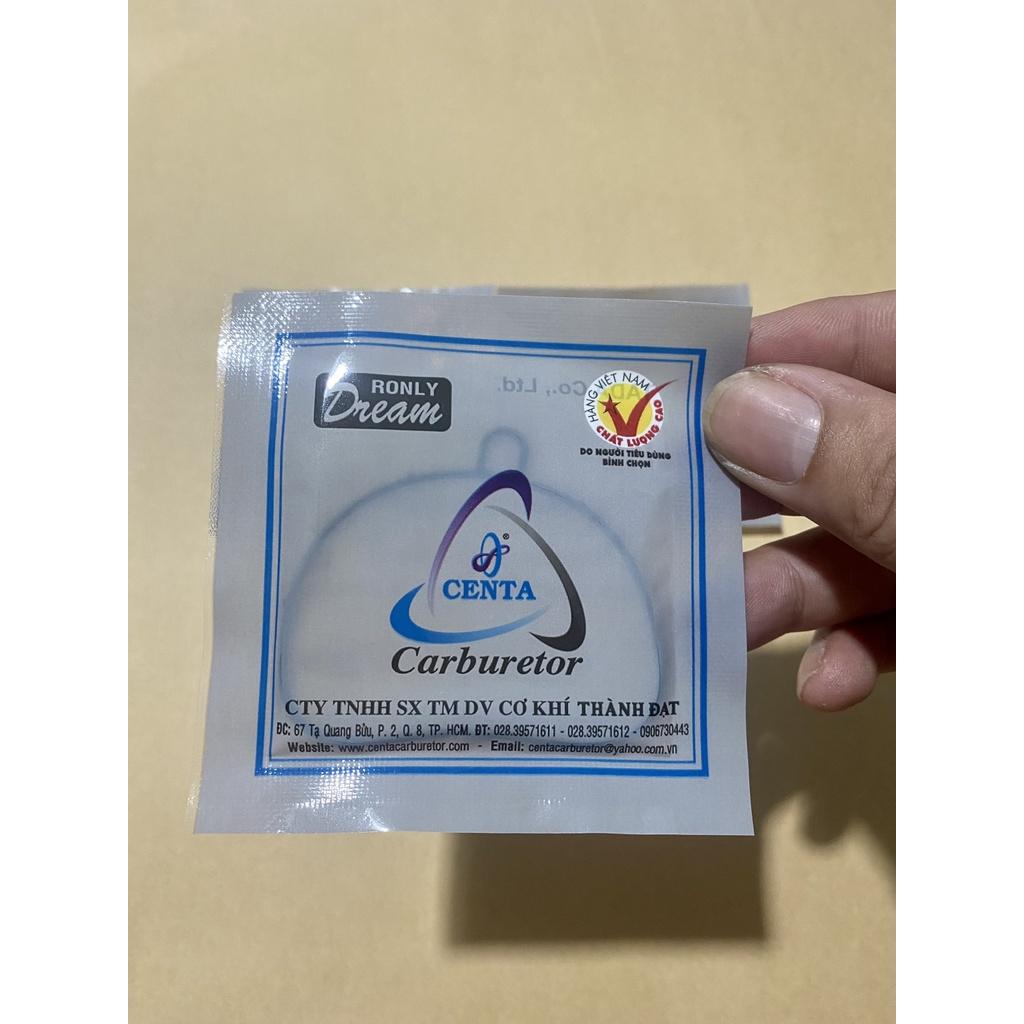 RONLY
Dream
Co., Ltd.
HÀNG VIỆT NAM
CHẤT LƯỢNG CAO
DO NGƯỜI TIÊU DÙNG
BÌNH CHỌN
®
CENTA
Carburetor
CTY TNHH SX TM DV CƠ KHÍ THÀNH ĐẠT
ĐC: 67 Tạ Quang Bửu, P. 2, Q. 8, TP. HCM. ĐT: 028.39571611 - 028.39571612 - 0906730443
Website: www.centacarburetor.com - Email: centacarburetor@yahoo.com.vn